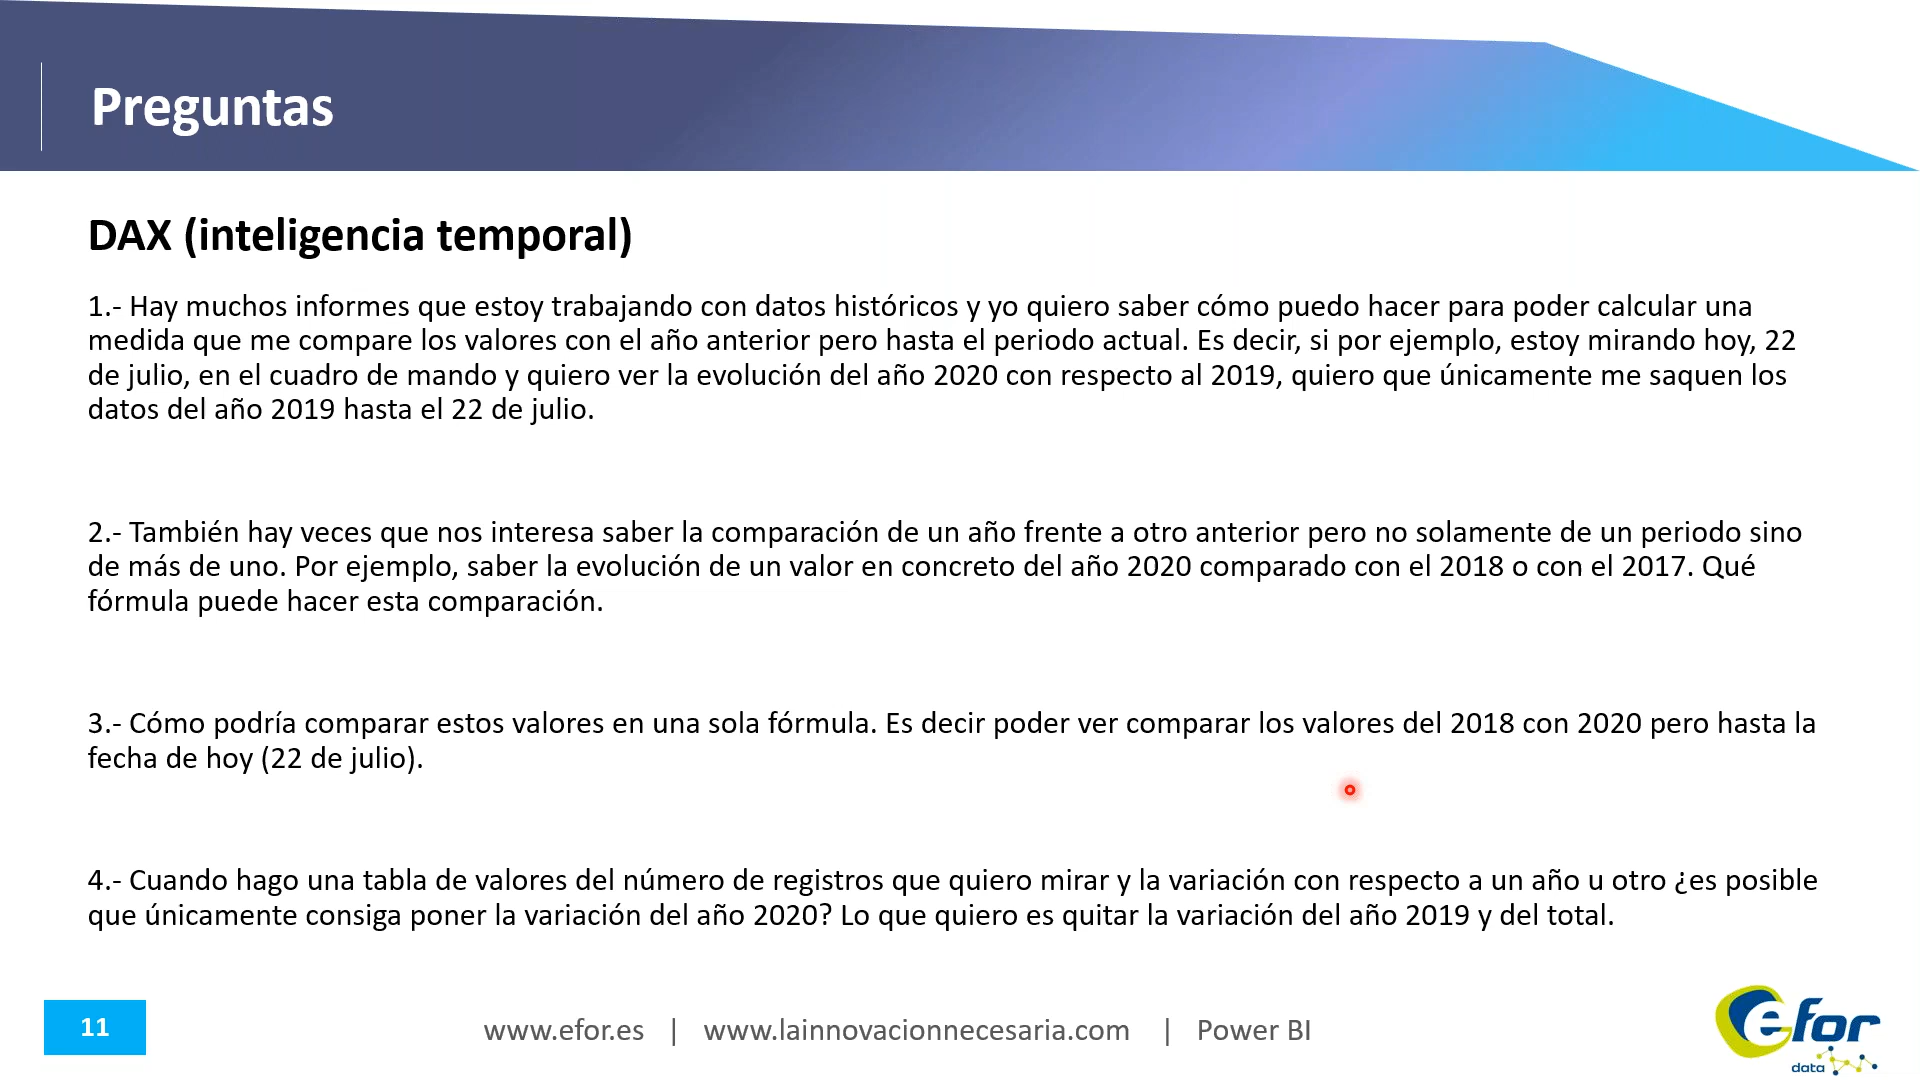 Preguntas
DAX (inteligencia temporal)
1.- Hay muchos informes que estoy trabajando con datos históricos y yo quiero saber cómo puedo hacer para poder calcular una
medida que me compare los valores con el año anterior pero hasta el periodo actual. Es decir, si por ejemplo, estoy mirando hoy, 22
de julio, en el cuadro de mando y quiero ver la evolución del año 2020 con respecto al 2019, quiero que únicamente me saquen los
datos del año 2019 hasta el 22 de julio.
2.- También hay veces que nos interesa saber la comparación de un año frente a otro anterior pero no solamente de un periodo sino
de más de uno. Por ejemplo, saber la evolución de un valor en concreto del año 2020 comparado con el 2018 o con el 2017. Qué
fórmula puede hacer esta comparación.
3.- Cómo podría comparar estos valores en una sola fórmula. Es decir poder ver comparar los valores del 2018 con 2020 pero hasta la
fecha de hoy (22 de julio).
4.- Cuando hago una tabla de valores del número de registros que quiero mirar y la variación con respecto a un año u otro ¿es posible
que únicamente consiga poner la variación del año 2020? Lo que quiero es quitar la variación del año 2019 y del total.
11
www.efor.es | www.lainnovacionnecesaria.com | Power BI
efor
data